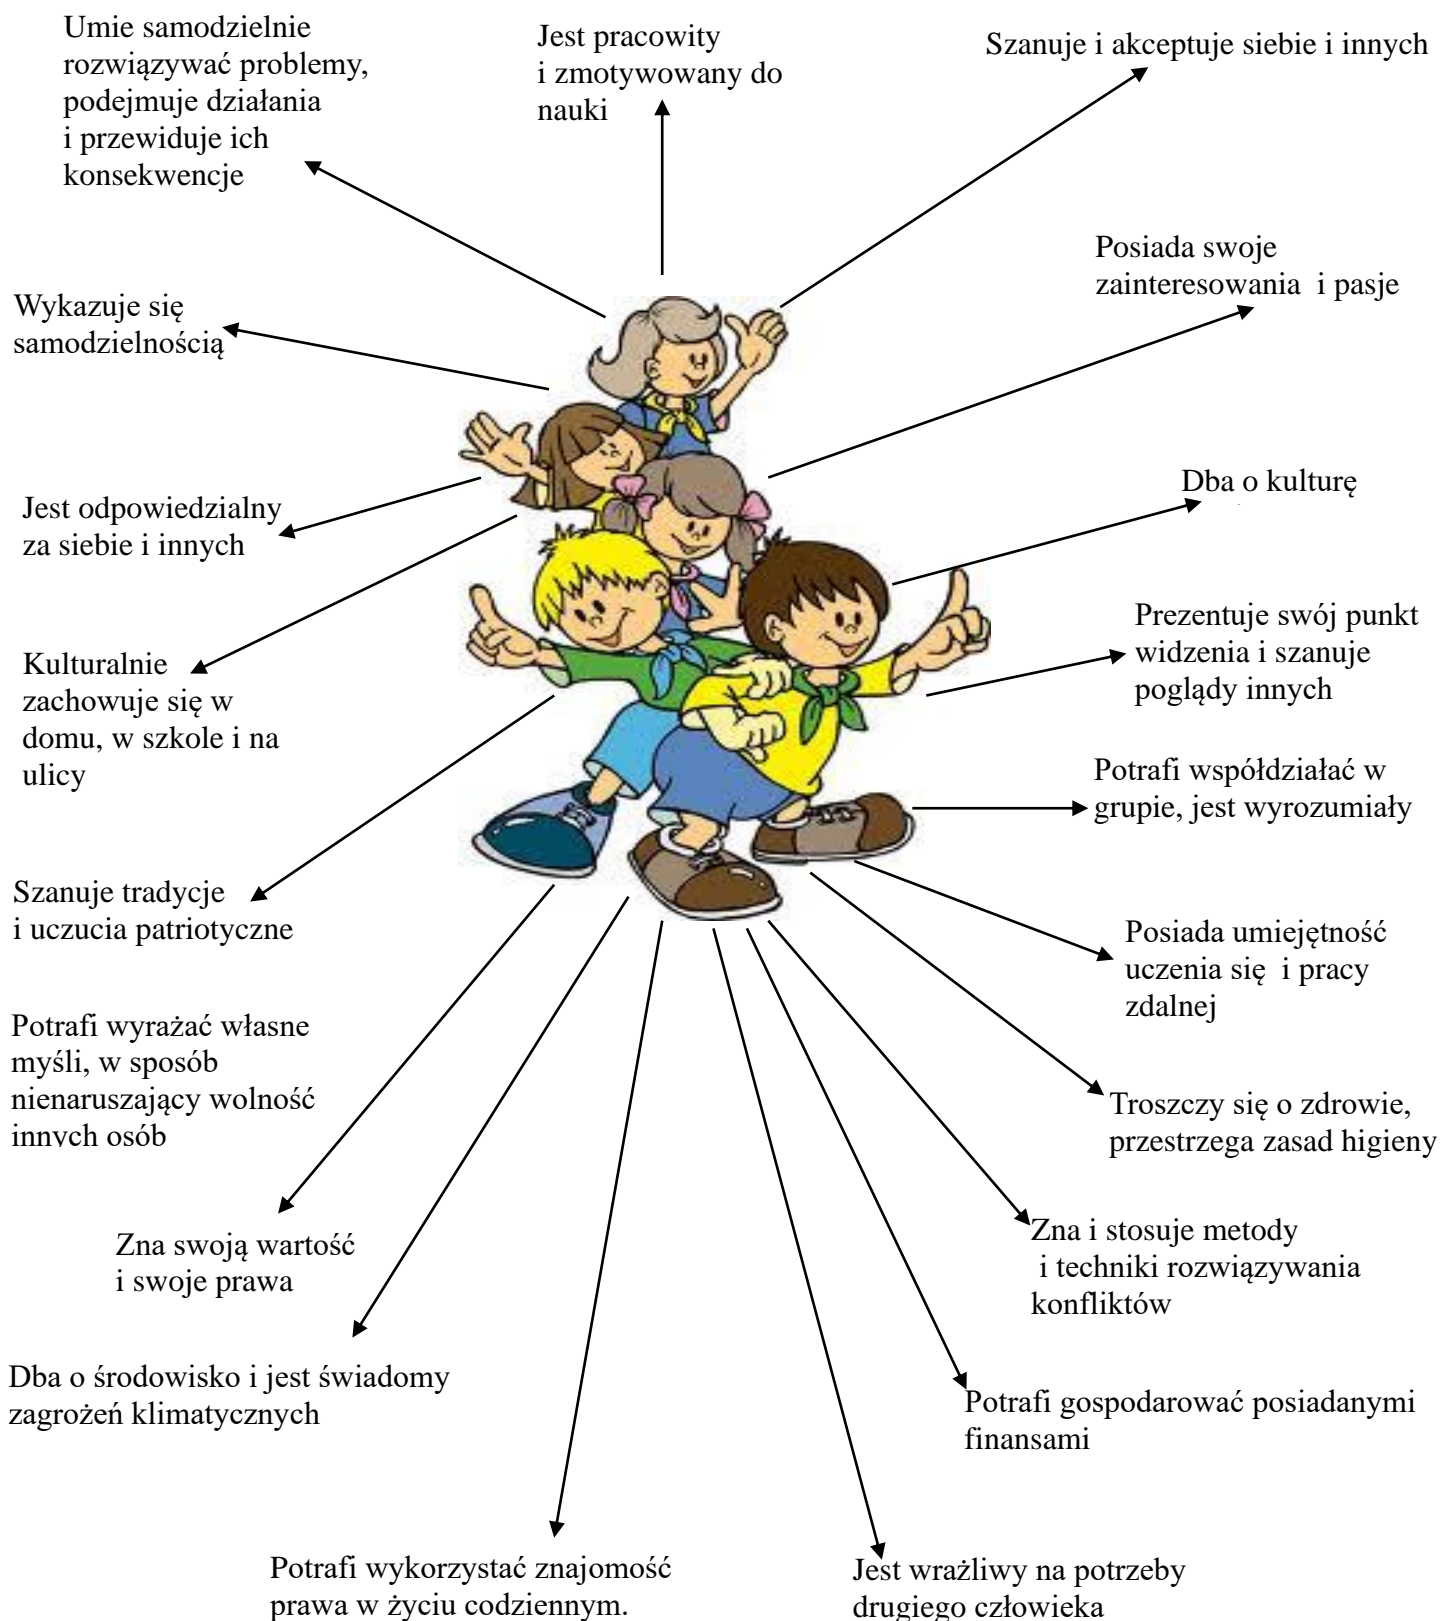 Umie samodzielnie
rozwiązywać problemy,
podejmuje działania
i przewiduje ich
konsekwencje
Jest pracowity
i zmotywowany do
nauki
Szanuje i akceptuje siebie i innych
Posiada swoje
zainteresowania i pasje
Wykazuje się
samodzielnością
Dba o kulturę
Jest odpowiedzialny
za siebie i innych
Prezentuje swój punkt
widzenia i szanuje
poglądy innych
Kulturalnie
zachowuje się w
domu, w szkole i na
ulicy
Potrafi współdziałać w
grupie, jest wyrozumiały
Szanuje tradycje
i uczucia patriotyczne
Posiada umiejętność
uczenia się i pracy
zdalnej
Potrafi wyrażać własne
myśli, w sposób
nienaruszający wolność
innych osób
Troszczy się o zdrowie,
przestrzega zasad higieny
Zna swoją wartość
i swoje prawa
Zna i stosuje metody
i techniki rozwiązywania
konfliktów
Dba o środowisko i jest świadomy
zagrożeń klimatycznych
Potrafi gospodarować posiadanymi
finansami
Potrafi wykorzystać znajomość
prawa w życiu codziennym.
Jest wrażliwy na potrzeby
drugiego człowieka